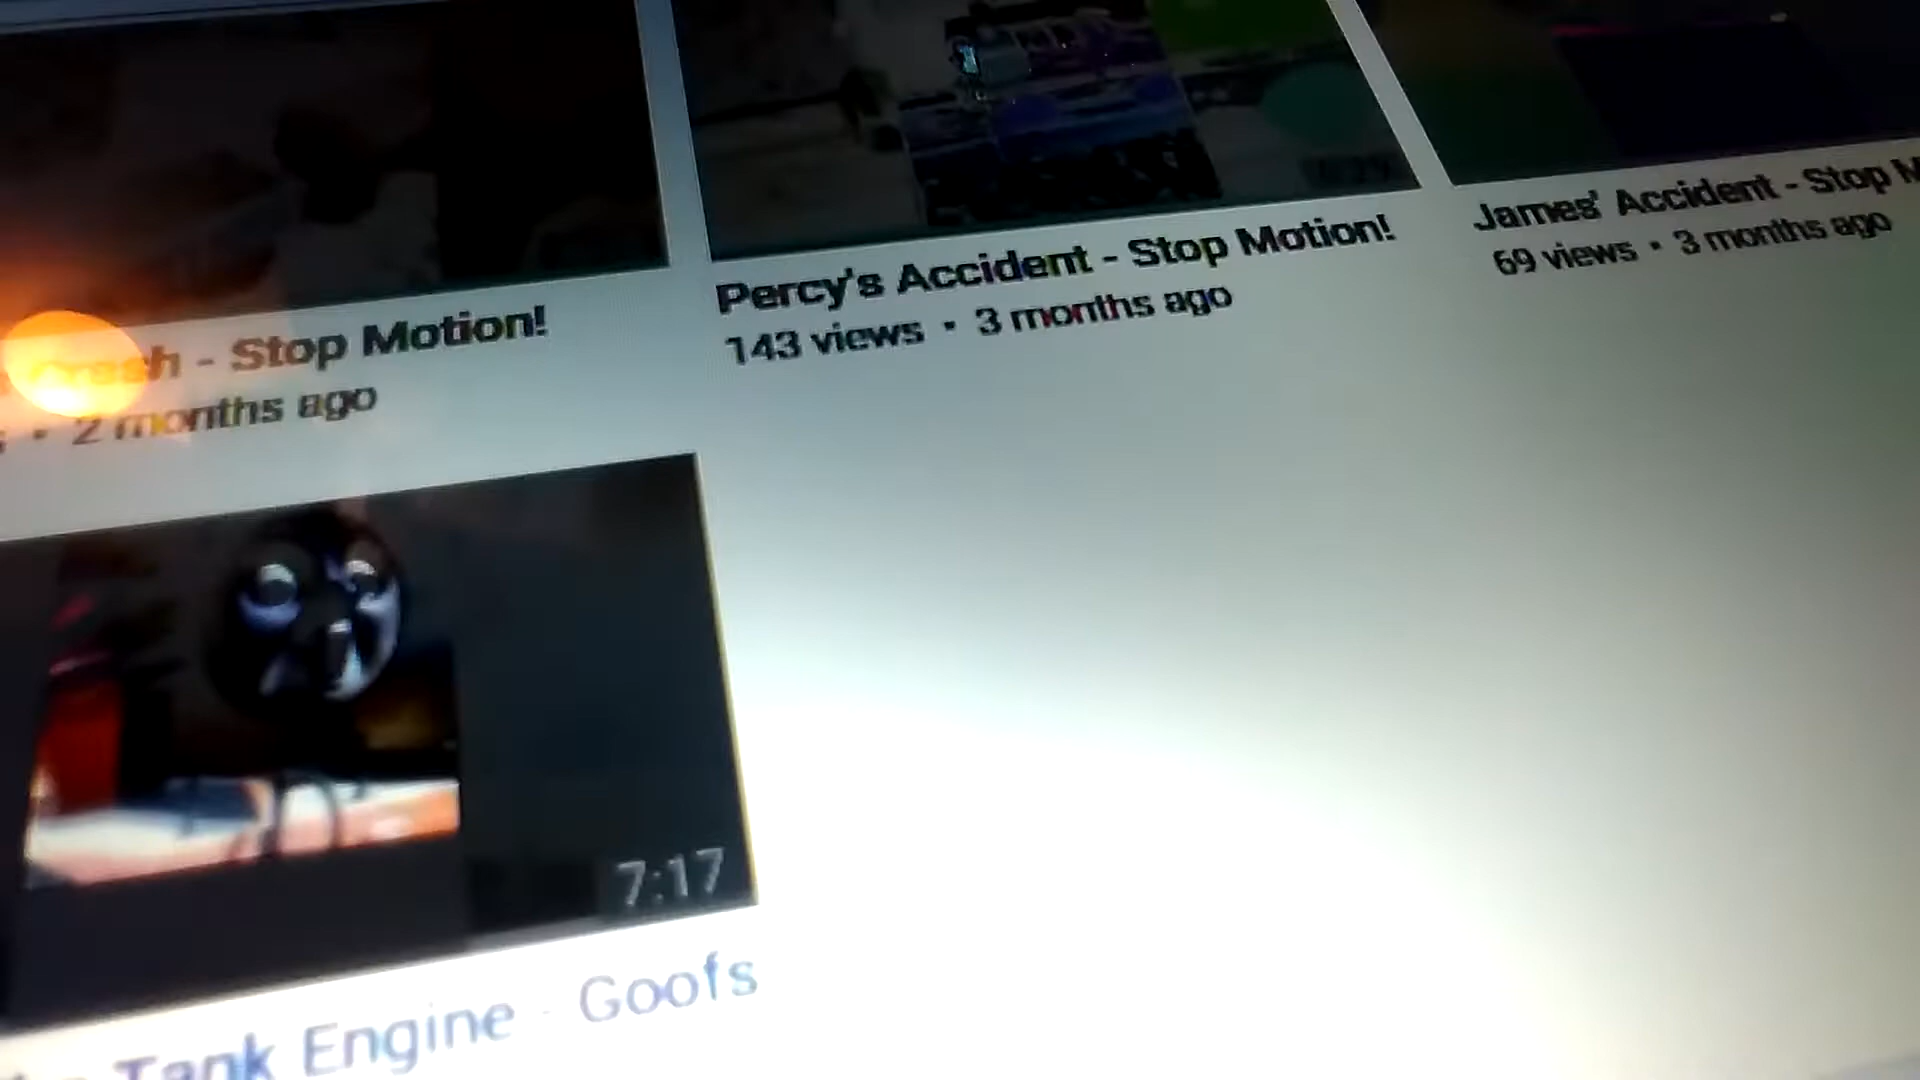 Crash - Stop Motion!
• 2 months ago
Percy's Accident - Stop Motion!
143 views • 3 months ago
James' Accident - Stop M
69 views • 3 months ago
7:17
Tank Engine - Goofs